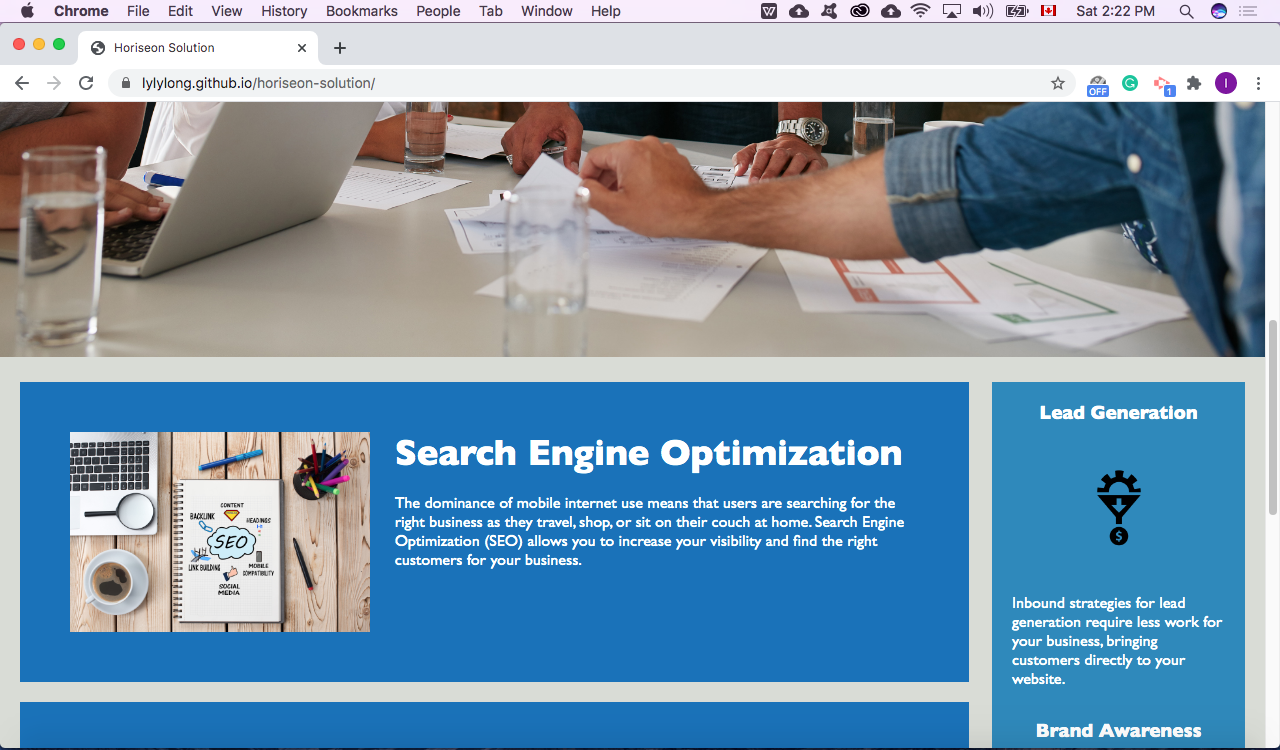 Chrome File Edit View History Bookmarks People Tab Window Help Sat 2:22 PM
Horiseon Solution
lylylong.github.io/horiseon-solution/
OFF
1
I
Search Engine Optimization
The dominance of mobile internet use means that users are searching for the
right business as they travel, shop, or sit on their couch at home. Search Engine
Optimization (SEO) allows you to increase your visibility and find the right
customers for your business.
CONTENT
BACKLINK
HEADINGS
SEO
LINK BUILDING
MOBILE
COMPATIBILITY
SOCIAL
MEDIA
Lead Generation
$
Inbound strategies for lead
generation require less work for
your business, bringing
customers directly to your
website.
Brand Awareness